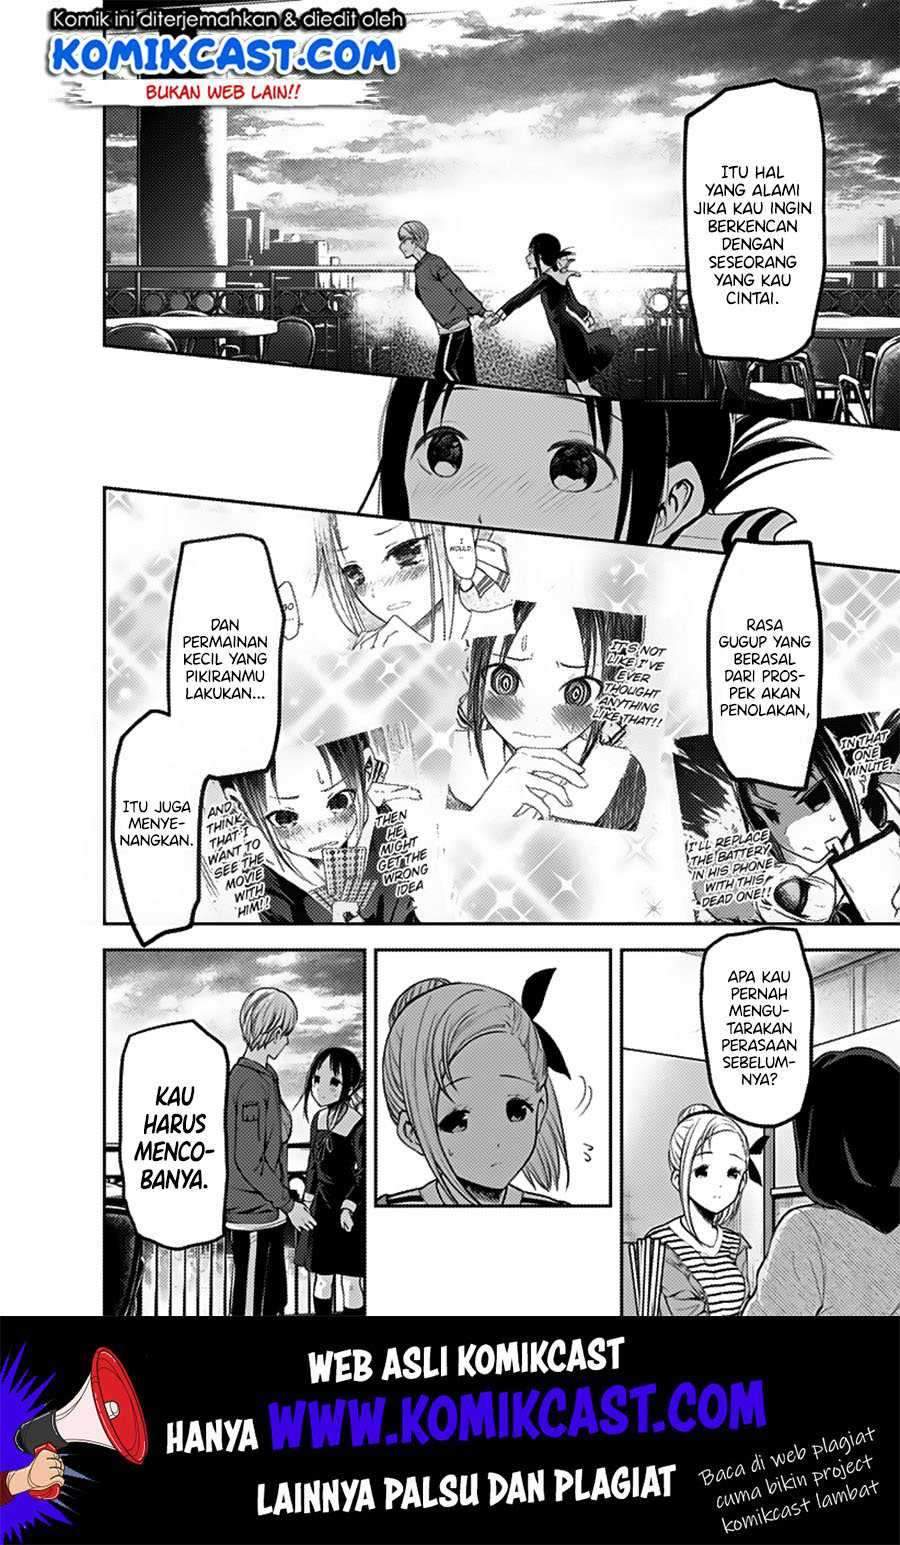 Komik ini diterjemahkan & diedit oleh
KOMIKCAST.COM
BUKAN WEB LAIN!!
ITU HAL
YANG ALAMI
JIKA KAU INGIN
BERKENCAN
DENGAN
SESEORANG
YANG KAU
CINTAI.
RASA
GUGUP YANG
BERASAL
DARI PROS-
PEK AKAN
PENOLAKAN,
I
WOULD
GO
DAN
PERMAINAN
KECIL YANG
PIKIRANMU
LAKUKAN...
IT'S NOT
LIKE I'VE
EVER
THOUGHT
ANYTHING
LIKE THAT!!
IN THAT
ONE
MINUTE,
I'LL REPLACE
THE BATTERY
IN HIS PHONE
WITH THIS
DEAD ONE!!
THEN
HE
MIGHT
GET THE
WRONG
IDEA
AND
THINK
THAT I
WANT TO
SEE THE
MOVIE
WITH
HIM!!
ITU JUGA
MENYE-
NANGKAN.
APA KAU
PERNAH
MENGU-
TARAKAN
PERASAAN
SEBELUM-
NYA?
KAU
HARUS
MENCO-
BANYA.
WEB ASLI KOMIKCAST
HANYA WWW.KOMIKCAST.COM
LAINNYA PALSU DAN PLAGIAT
Baca di web plagiat
cuma bikin project
komikcast lambat